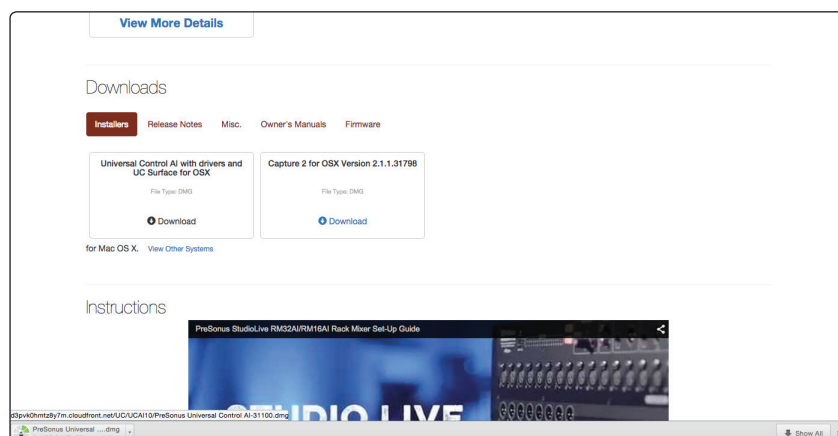 View More Details
Downloads
Installers Release Notes Misc. Owner's Manuals Firmware
Universal Control AI with drivers and
UC Surface for OSX
File Type: DMG
Download
Capture 2 for OSX Version 2.1.1.31798
File Type: DMG
Download
for Mac OS X. View Other Systems
Instructions
PreSonus StudioLive RM32AI/RM16AI Rack Mixer Set-Up Guide
STUDIO LIVE
d3pvk0hmtz8y7m.cloudfront.net/UC/UCAI10/PreSonus Universal Control AI-31100.dmg
PreSonus Universal ....dmg
Show All